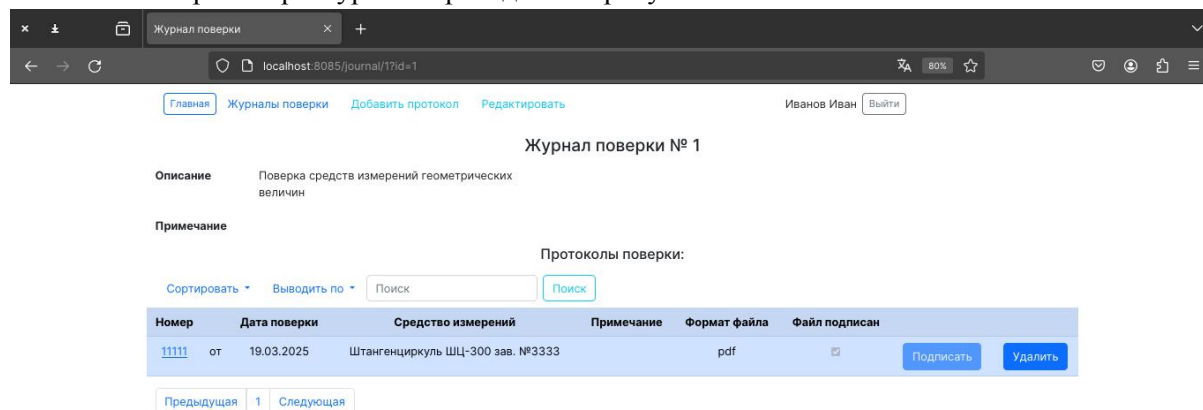 Журнал поверки
localhost:8085/journal/1?id=1
80%
Главная Журналы поверки Добавить протокол Редактировать Иванов Иван Выйти
Журнал поверки № 1
Описание Поверка средств измерений геометрических
величин
Примечание
Протоколы поверки:
Сортировать Выводить по Поиск Поиск
Номер Дата поверки Средство измерений Примечание Формат файла Файл подписан
11111 от 19.03.2025 Штангенциркуль ШЦ-300 зав. №3333 pdf Подписать Удалить
Предыдущая 1 Следующая